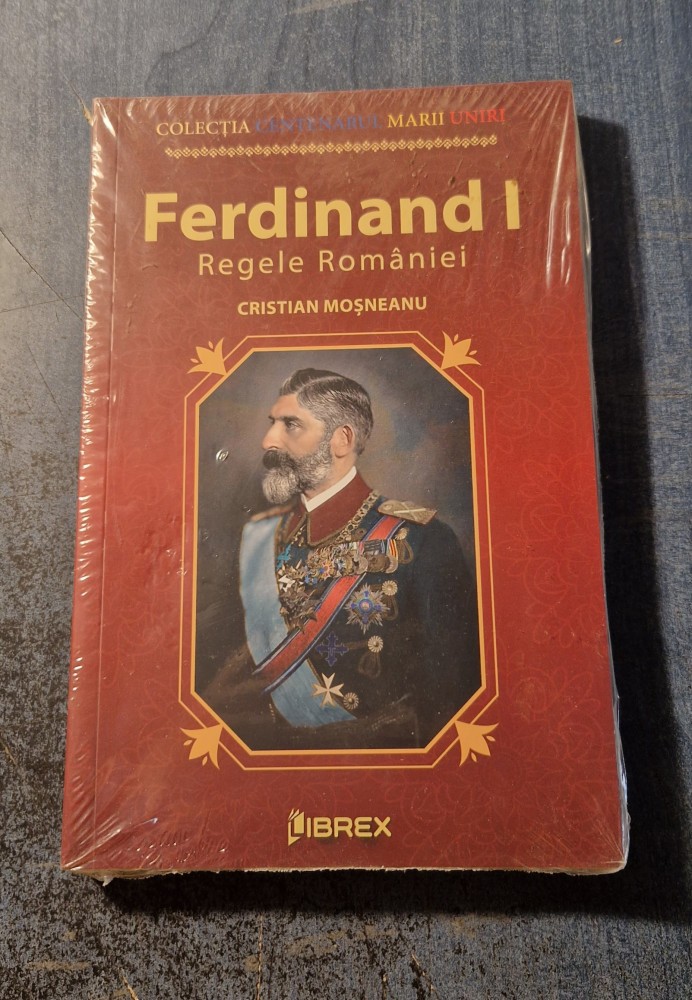 COLECȚIA CENTENARUL MARII UNIRI
Ferdinand I
Regele României
CRISTIAN MOȘNEANU
LIBREX